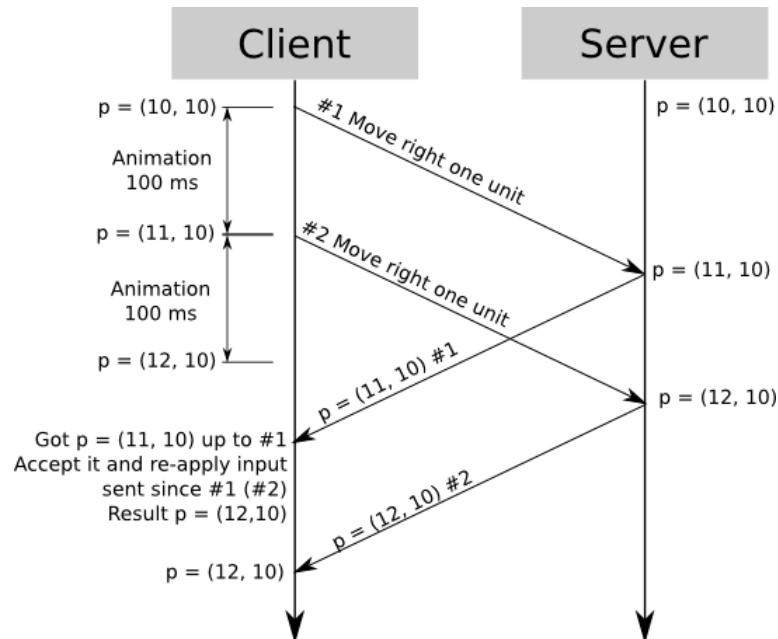 Client
Server
p = (10, 10)
#1 Move right one unit
p = (10, 10)
Animation
100 ms
p = (11, 10)
#2 Move right one unit
p = (11, 10)
Animation
100 ms
p = (12, 10)
p = (11, 10) #1
p = (12, 10)
Got p = (11, 10) up to #1
Accept it and re-apply input
sent since #1 (#2)
Result p = (12,10)
p = (12, 10) #2
p = (12, 10)